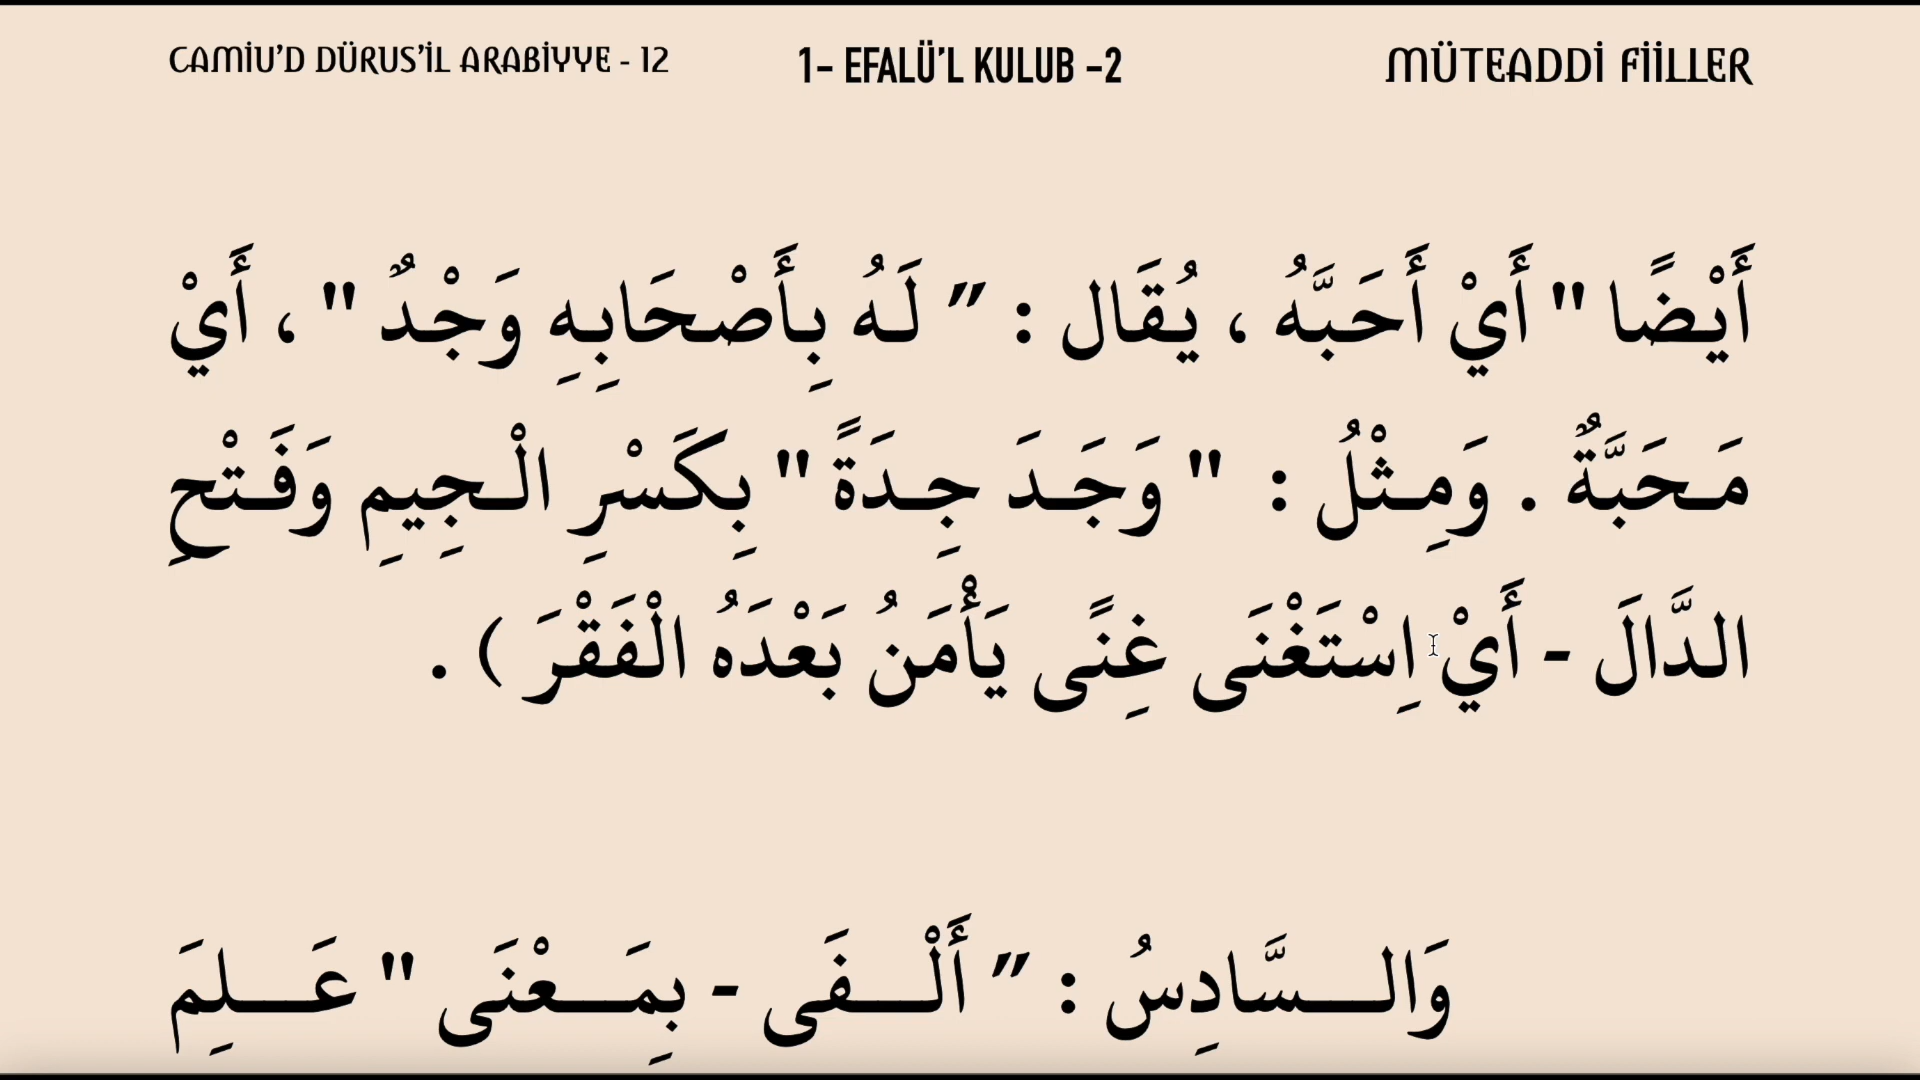 CAMİU'D DÜRUS'İL ARABİYYE - 12
1- EFALÜ'L KULUB -2
MÜTEADDİ FİİLLER
أَيْضًا " أَيْ أَحَبَّهُ ، يُقَال : " لَهُ بِأَصْحَابِهِ وَجْدٌ " ، أَيْ
مَحَبَّةٌ . وَمِثْلُ : " وَجَدَ جِدَةً " بِكَسْرِ الْجِيمِ وَفَتْحِ
الدَّالَ - أَيْ اِسْتَغْنَى غِنًى يَأْمَنُ بَعْدَهُ الْفَقْرَ ) .
وَالسَّادِسُ : " أَلْفَى - بِمَعْنَى " عَلِمَ